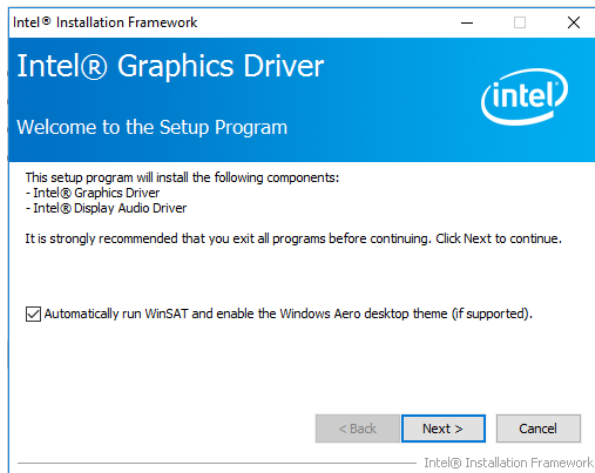 Intel® Installation Framework
Intel® Graphics Driver
intel
Welcome to the Setup Program
This setup program will install the following components:
- Intel® Graphics Driver
- Intel® Display Audio Driver
It is strongly recommended that you exit all programs before continuing. Click Next to continue.
Automatically run WinSAT and enable the Windows Aero desktop theme (if supported).
< Back Next > Cancel
Intel® Installation Framework